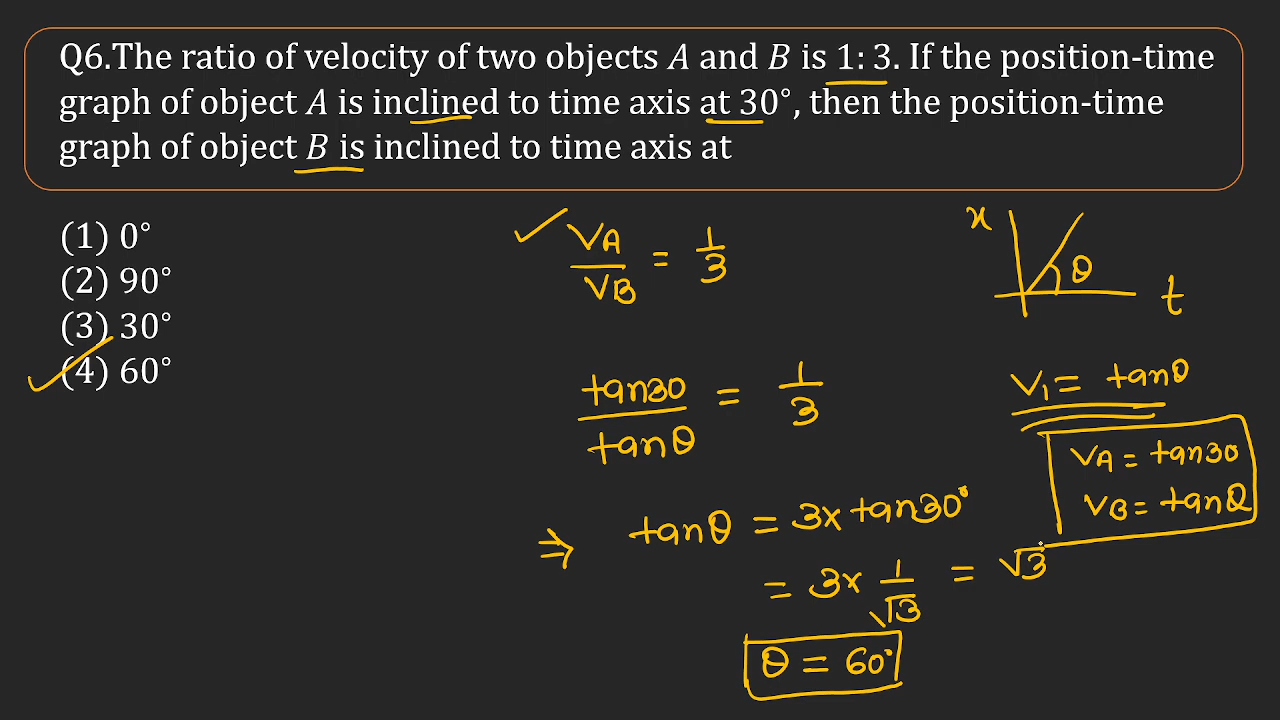 Q6.The ratio of velocity of two objects A and B is 1: 3. If the position-time
graph of object A is inclined to time axis at 30°, then the position-time
graph of object B is inclined to time axis at
(1) 0°
(2) 90°
(3) 30°
(4) 60°
VA/VB = 1/3
tan30/tanθ = 1/3
⇒ tanθ = 3x tan30°
= 3x 1/√3 = √3
θ = 60°
x
θ
t
V₁ = tanθ
VA = tan30
VB = tanθ